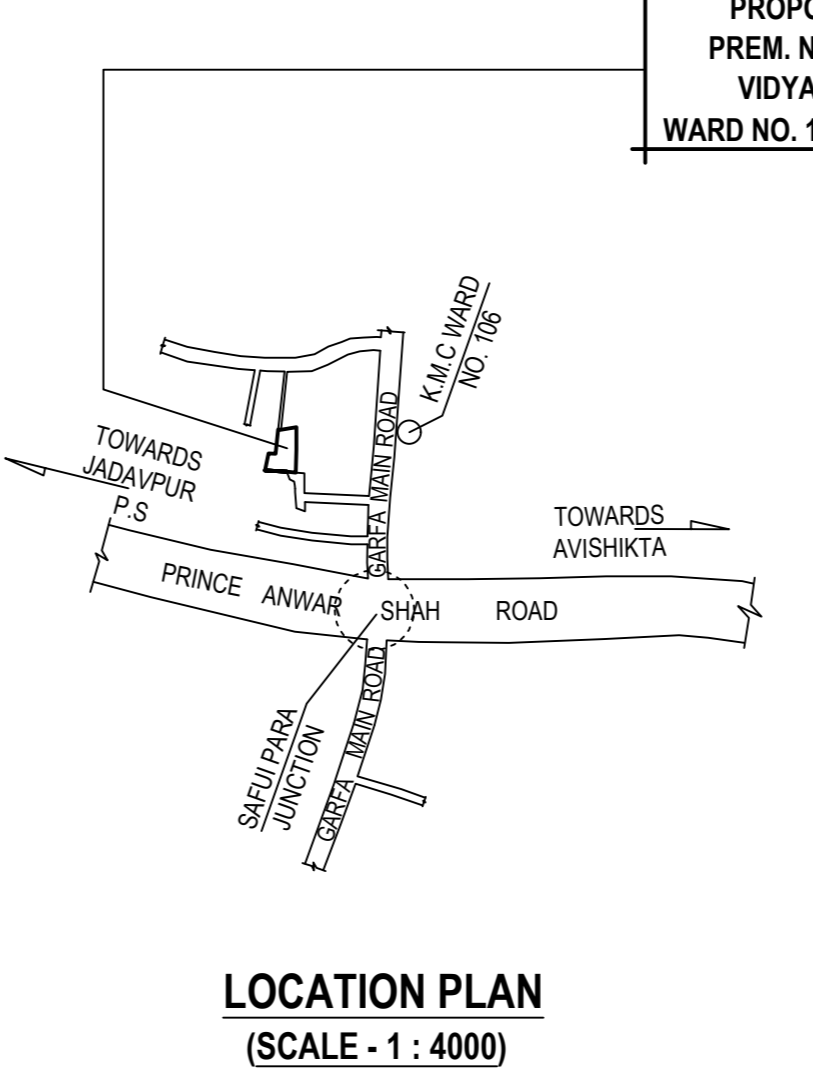 PROPO
PREM. N
VIDYA
WARD NO. 1
K.M.C WARD
NO. 106
GARFA MAIN ROAD
TOWARDS
JADAVPUR
P.S
TOWARDS
AVISHIKTA
PRINCE ANWAR SHAH ROAD
SAFUI PARA
JUNCTION
GARFA MAIN ROAD
LOCATION PLAN
(SCALE - 1 : 4000)